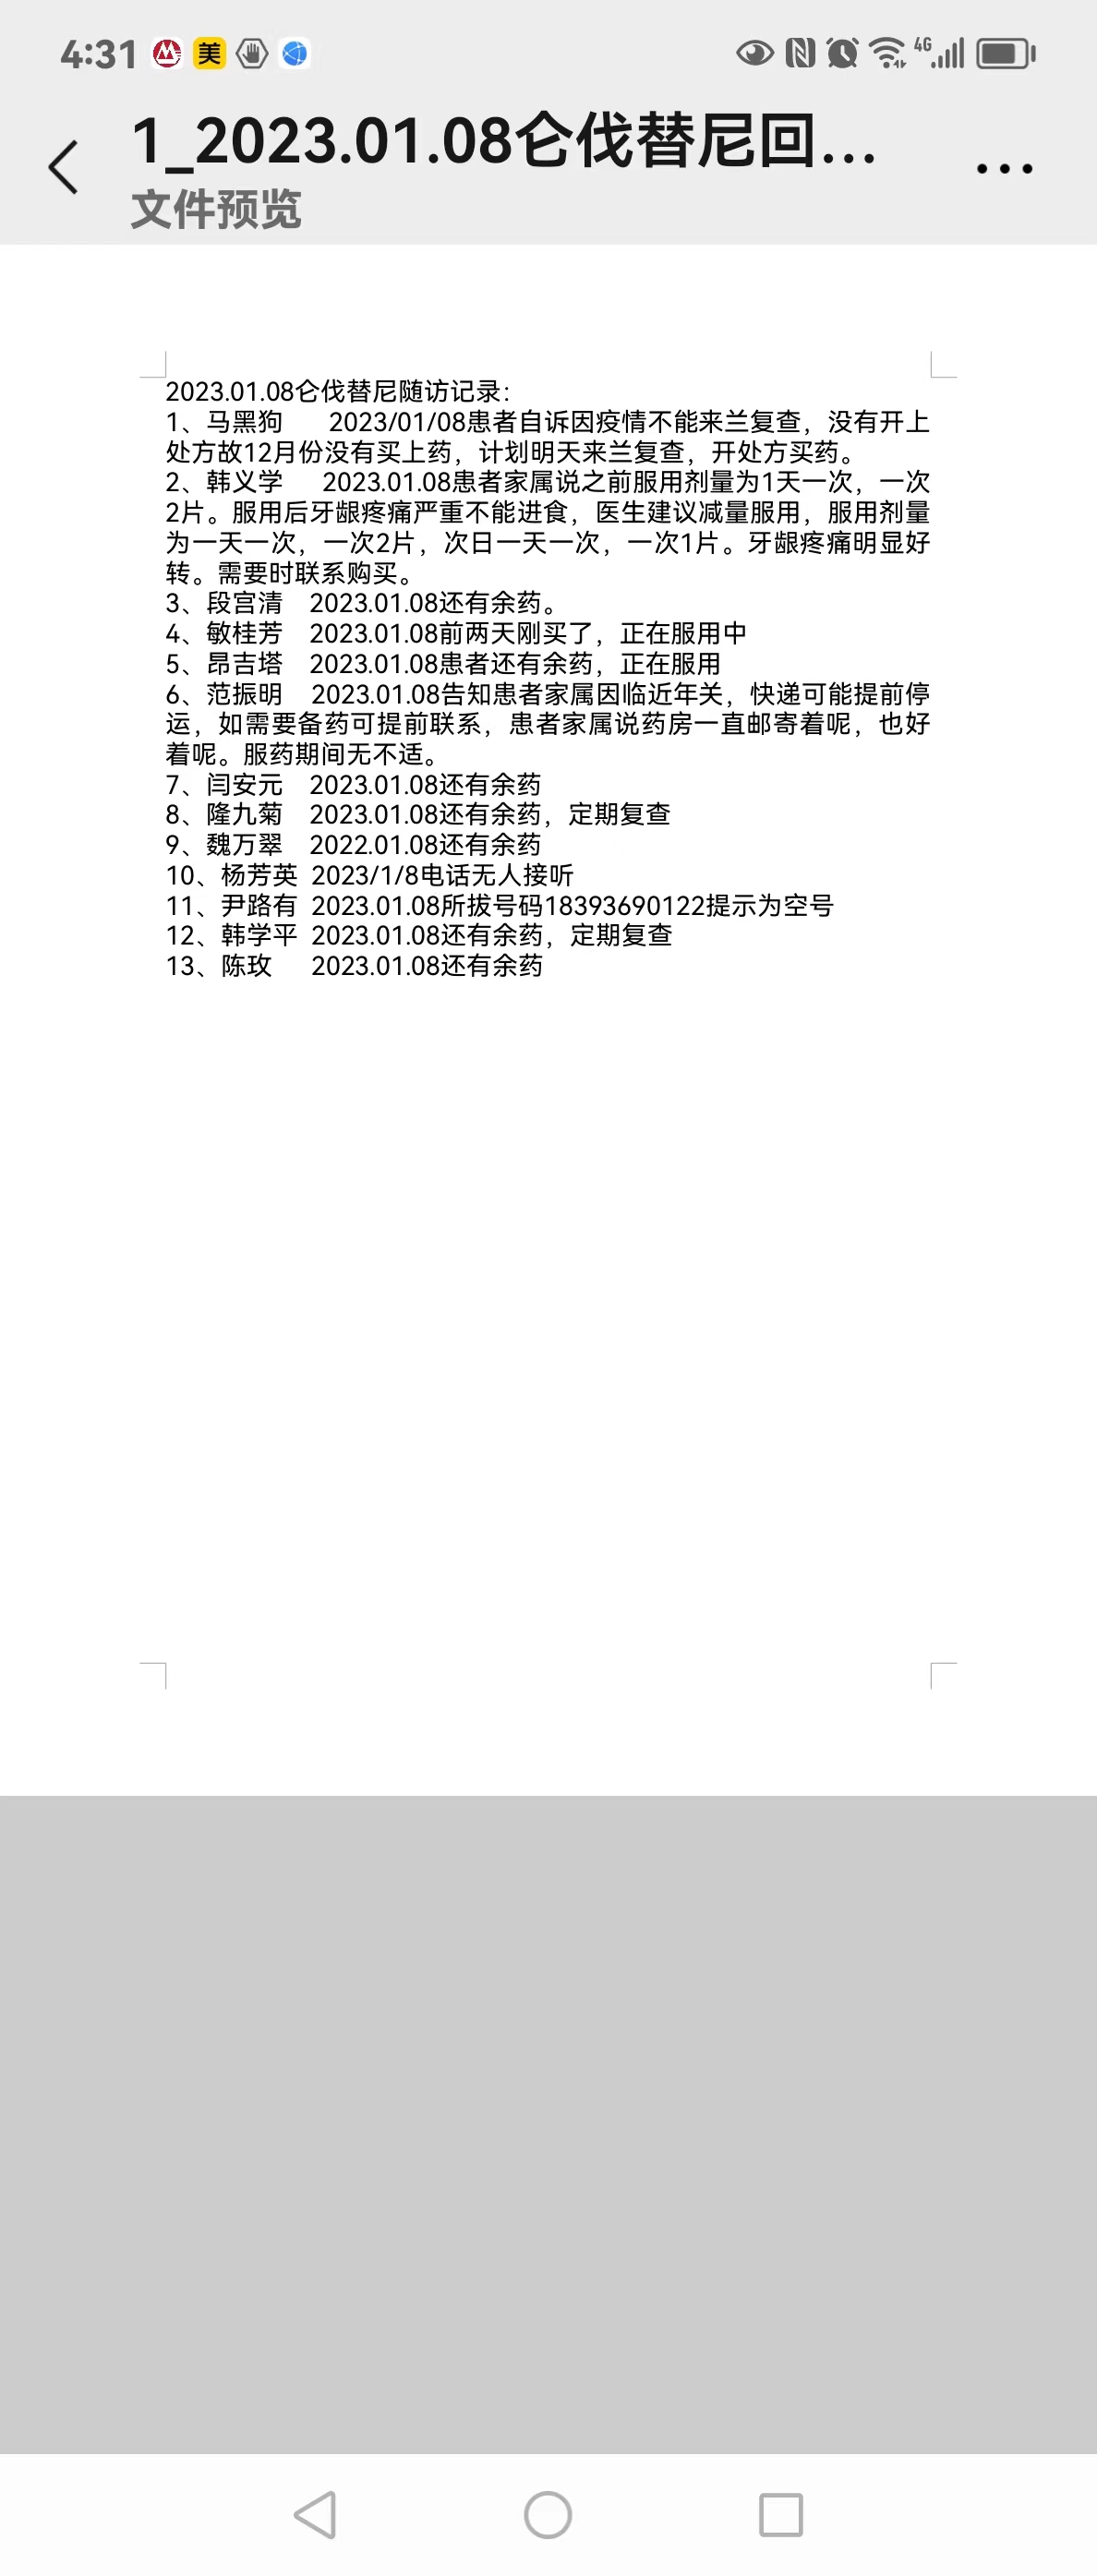 4:31 美 4G
1_2023.01.08仑伐替尼回...
文件预览
2023.01.08仑伐替尼随访记录：
1、马黑狗 2023/01/08患者自诉因疫情不能来兰复查，没有开上
处方故12月份没有买上药，计划明天来兰复查，开处方买药。
2、韩义学 2023.01.08患者家属说之前服用剂量为1天一次，一次
2片。服用后牙龈疼痛严重不能进食，医生建议减量服用，服用剂量
为一天一次，一次2片，次日一天一次，一次1片。牙龈疼痛明显好
转。需要时联系购买。
3、段宫清 2023.01.08还有余药。
4、敏桂芳 2023.01.08前两天刚买了，正在服用中
5、昂吉塔 2023.01.08患者还有余药，正在服用
6、范振明 2023.01.08告知患者家属因临近年关，快递可能提前停
运，如需要备药可提前联系，患者家属说药房一直邮寄着呢，也好
着呢。服药期间无不适。
7、闫安元 2023.01.08还有余药
8、隆九菊 2023.01.08还有余药，定期复查
9、魏万翠 2022.01.08还有余药
10、杨芳英 2023/1/8电话无人接听
11、尹路有 2023.01.08所拔号码18393690122提示为空号
12、韩学平 2023.01.08还有余药，定期复查
13、陈玫 2023.01.08还有余药